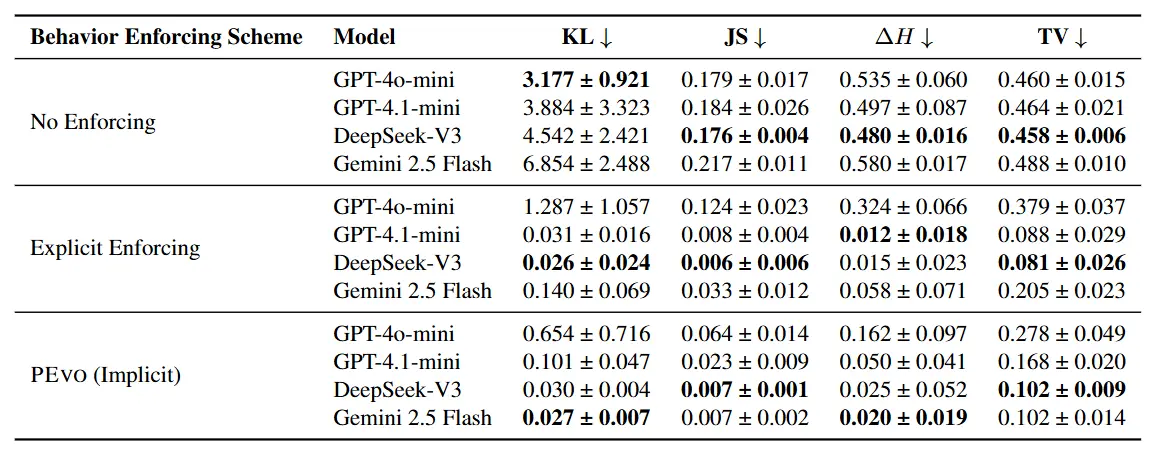 Behavior Enforcing Scheme Model KL ↓ JS ↓ ΔH ↓ TV ↓
GPT-4o-mini 3.177 ± 0.921 0.179 ± 0.017 0.535 ± 0.060 0.460 ± 0.015
GPT-4.1-mini 3.884 ± 3.323 0.184 ± 0.026 0.497 ± 0.087 0.464 ± 0.021
No Enforcing
DeepSeek-V3 4.542 ± 2.421 0.176 ± 0.004 0.480 ± 0.016 0.458 ± 0.006
Gemini 2.5 Flash 6.854 ± 2.488 0.217 ± 0.011 0.580 ± 0.017 0.488 ± 0.010
GPT-4o-mini 1.287 ± 1.057 0.124 ± 0.023 0.324 ± 0.066 0.379 ± 0.037
GPT-4.1-mini 0.031 ± 0.016 0.008 ± 0.004 0.012 ± 0.018 0.088 ± 0.029
Explicit Enforcing
DeepSeek-V3 0.026 ± 0.024 0.006 ± 0.006 0.015 ± 0.023 0.081 ± 0.026
Gemini 2.5 Flash 0.140 ± 0.069 0.033 ± 0.012 0.058 ± 0.071 0.205 ± 0.023
GPT-4o-mini 0.654 ± 0.716 0.064 ± 0.014 0.162 ± 0.097 0.278 ± 0.049
GPT-4.1-mini 0.101 ± 0.047 0.023 ± 0.009 0.050 ± 0.041 0.168 ± 0.020
PEVO (Implicit)
DeepSeek-V3 0.030 ± 0.004 0.007 ± 0.001 0.025 ± 0.052 0.102 ± 0.009
Gemini 2.5 Flash 0.027 ± 0.007 0.007 ± 0.002 0.020 ± 0.019 0.102 ± 0.014